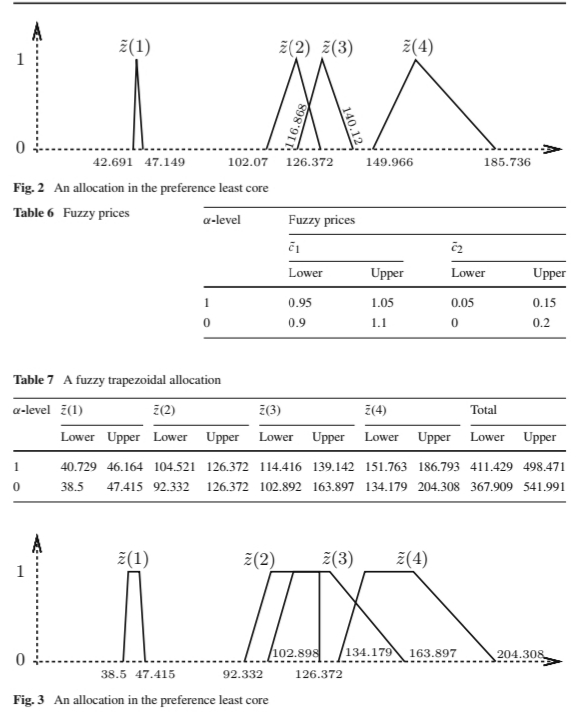 z̃(1) z̃(2) z̃(3) z̃(4)
1
116.868 140.12
0
42.691 47.149 102.07 126.372 149.966 185.736
Fig. 2 An allocation in the preference least core
Table 6 Fuzzy prices
α-level Fuzzy prices
c̃₁ c̃₂
Lower Upper Lower Upper
1 0.95 1.05 0.05 0.15
0 0.9 1.1 0 0.2
Table 7 A fuzzy trapezoidal allocation
α-level z̃(1) z̃(2) z̃(3) z̃(4) Total
Lower Upper Lower Upper Lower Upper Lower Upper Lower Upper
1 40.729 46.164 104.521 126.372 114.416 139.142 151.763 186.793 411.429 498.471
0 38.5 47.415 92.332 126.372 102.892 163.897 134.179 204.308 367.909 541.991
z̃(1) z̃(2) z̃(3) z̃(4)
1
102.898 134.179 163.897 204.308
0
38.5 47.415 92.332 126.372
Fig. 3 An allocation in the preference least core